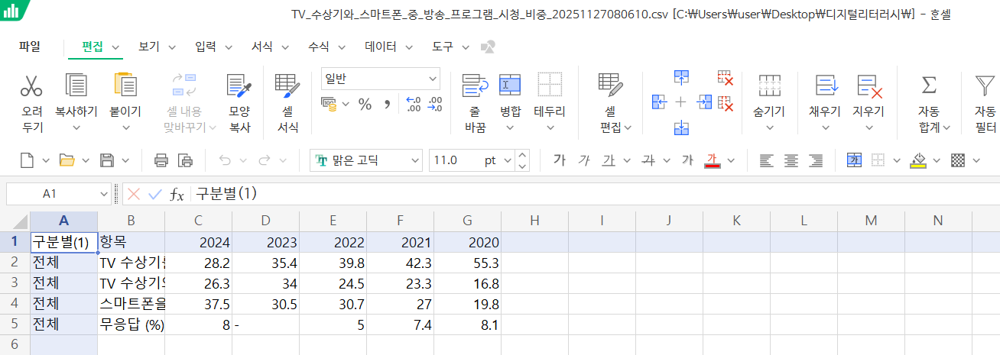 TV_수상기와_스마트폰_중_방송_프로그램_시청_비중_20251127080610.csv [C:₩Users₩user₩Desktop₩디지털리터러시₩] - 한셀
파일 편집 보기 입력 서식 수식 데이터 도구
오려 두기
복사하기
붙이기
셀 내용 맞바꾸기
모양 복사
셀 서식
일반
% , ←.0 .00 .00 →.0
줄 바꿈
병합
테두리
셀 편집
숨기기
채우기
지우기
Σ
자동 합계
자동 필터
맑은 고딕 11.0 pt 가 가 가 가 가 가 가
A1 fx 구분별(1)
A B C D E F G H I J K L M N
1 구분별(1) 항목 2024 2023 2022 2021 2020
2 전체 TV 수상기를 28.2 35.4 39.8 42.3 55.3
3 전체 TV 수상기와 26.3 34 24.5 23.3 16.8
4 전체 스마트폰을 37.5 30.5 30.7 27 19.8
5 전체 무응답 (%) 8 - 5 7.4 8.1
6